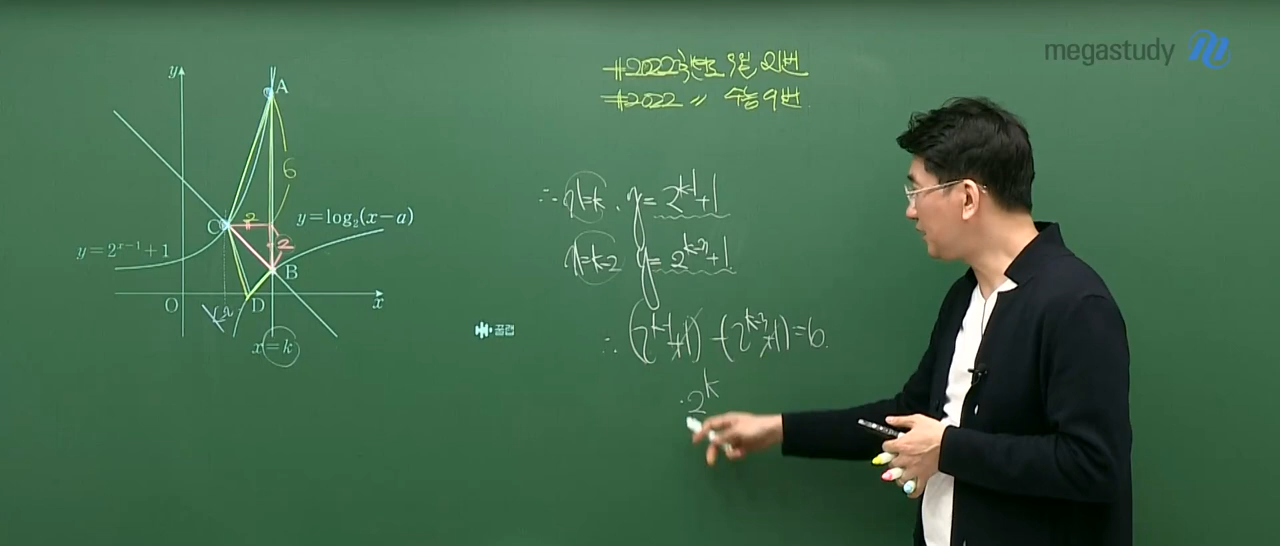 megastudy
#2022학년도 9월 21번
#2022 〃 수능 9번
y
A
6
C
2
y=log₂(x-a)
y=2^{x-1}+1
2
B
O
D
x
x=k
∴ x=k, y=2^{k-1}+1
x=k-2 y=2^{k-3}+1
∴ (2^{k-1}+1) - (2^{k-3}+1) = 6.
2^k
꿀캡